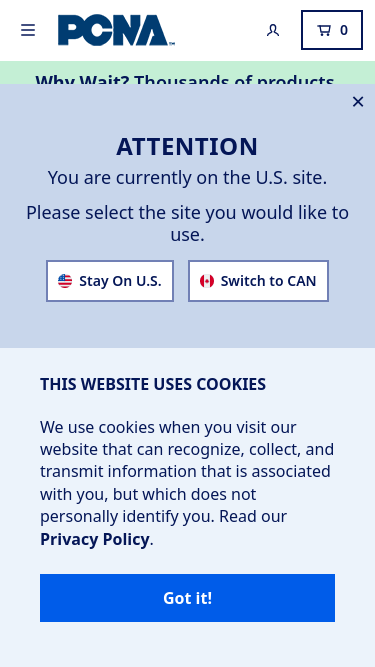 PCNA
0
Why Wait? Thousands of products
ATTENTION
You are currently on the U.S. site.
Please select the site you would like to
use.
Stay On U.S.
Switch to CAN
THIS WEBSITE USES COOKIES
We use cookies when you visit our
website that can recognize, collect, and
transmit information that is associated
with you, but which does not
personally identify you. Read our
Privacy Policy.
Got it!